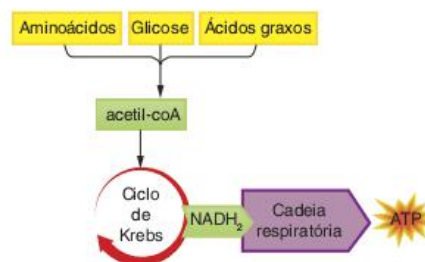 Aminoácidos Glicose Ácidos graxos
acetil-coA
Ciclo
de
Krebs
NADH₂
Cadeia
respiratória
ATP